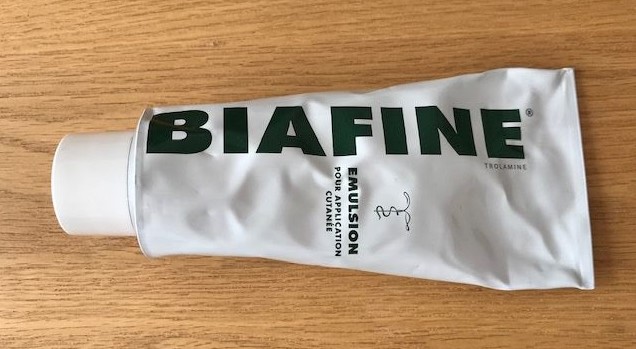 BIAFINE®
TROLAMINE
EMULSION
POUR APPLICATION
CUTANÉE